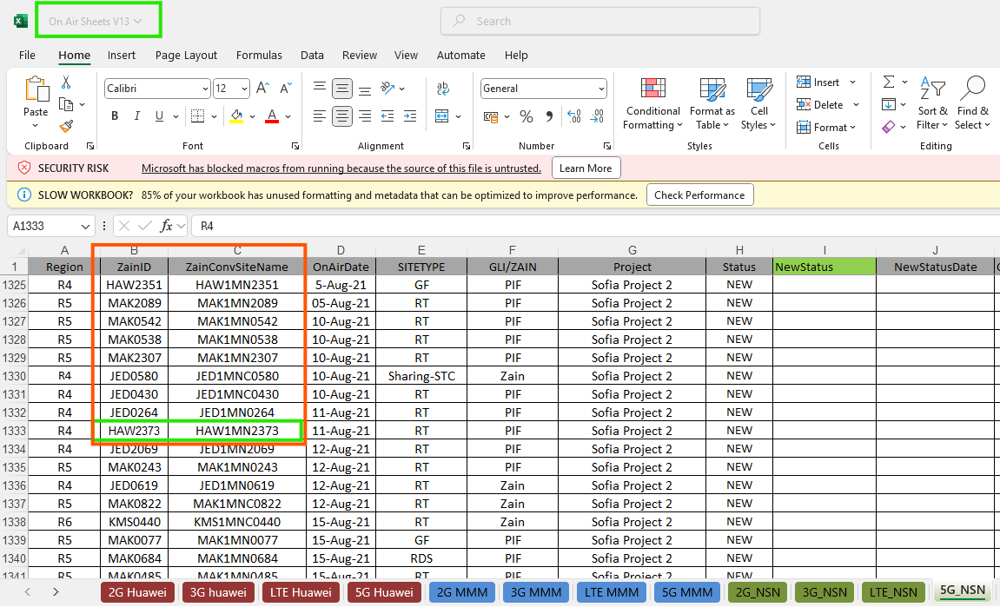 On Air Sheets V13
Search
File Home Insert Page Layout Formulas Data Review View Automate Help
Paste
Clipboard
Calibri 12
B I U
Font
ab
Alignment
General
% 9 .00
Number
Conditional Formatting
Format as Table
Cell Styles
Styles
Insert
Delete
Format
Cells
Sort & Filter
Find & Select
Editing
SECURITY RISK Microsoft has blocked macros from running because the source of this file is untrusted. Learn More
SLOW WORKBOOK? 85% of your workbook has unused formatting and metadata that can be optimized to improve performance. Check Performance
A1333 fx R4
A B C D E F G H I J
1 Region ZainID ZainConvSiteName OnAirDate SITETYPE GLI/ZAIN Project Status NewStatus NewStatusDate
1325 R4 HAW2351 HAW1MN2351 5-Aug-21 GF PIF Sofia Project 2 NEW
1326 R5 MAK2089 MAK1MN2089 05-Aug-21 RT PIF Sofia Project 2 NEW
1327 R5 MAK0542 MAK1MN0542 10-Aug-21 RT PIF Sofia Project 2 NEW
1328 R5 MAK0538 MAK1MN0538 10-Aug-21 RT PIF Sofia Project 2 NEW
1329 R5 MAK2307 MAK1MN2307 10-Aug-21 RT PIF Sofia Project 2 NEW
1330 R4 JED0580 JED1MNC0580 10-Aug-21 Sharing-STC Zain Sofia Project 2 NEW
1331 R4 JED0430 JED1MNC0430 10-Aug-21 RT PIF Sofia Project 2 NEW
1332 R4 JED0264 JED1MN0264 11-Aug-21 RT PIF Sofia Project 2 NEW
1333 R4 HAW2373 HAW1MN2373 11-Aug-21 RT PIF Sofia Project 2 NEW
1334 R4 JED2069 JED1MN2069 12-Aug-21 RT PIF Sofia Project 2 NEW
1335 R5 MAK0243 MAK1MN0243 12-Aug-21 RT PIF Sofia Project 2 NEW
1336 R4 JED0619 JED1MN0619 12-Aug-21 RT Zain Sofia Project 2 NEW
1337 R5 MAK0822 MAK1MNC0822 12-Aug-21 RT Zain Sofia Project 2 NEW
1338 R6 KMS0440 KMS1MNC0440 15-Aug-21 RT Zain Sofia Project 2 NEW
1339 R5 MAK0077 MAK1MN0077 15-Aug-21 GF PIF Sofia Project 2 NEW
1340 R5 MAK0684 MAK1MN0684 15-Aug-21 RDS PIF Sofia Project 2 NEW
1341 R5 MAK0485 MAK1MN0485 15-Aug-21 RT PIF Sofia Project 2 NEW
2G Huawei 3G huawei LTE Huawei 5G Huawei 2G MMM 3G MMM LTE MMM 5G MMM 2G_NSN 3G_NSN LTE_NSN 5G_NSN